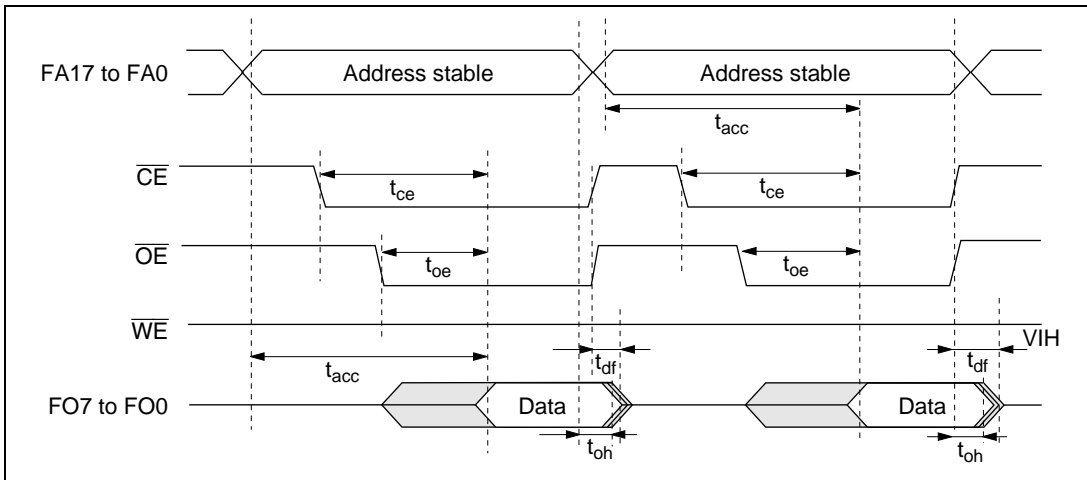 FA17 to FA0
Address stable
Address stable
tacc
CE
tce
tce
OE
toe
toe
WE
VIH
tacc
tdf
tdf
FO7 to FO0
Data
Data
toh
toh